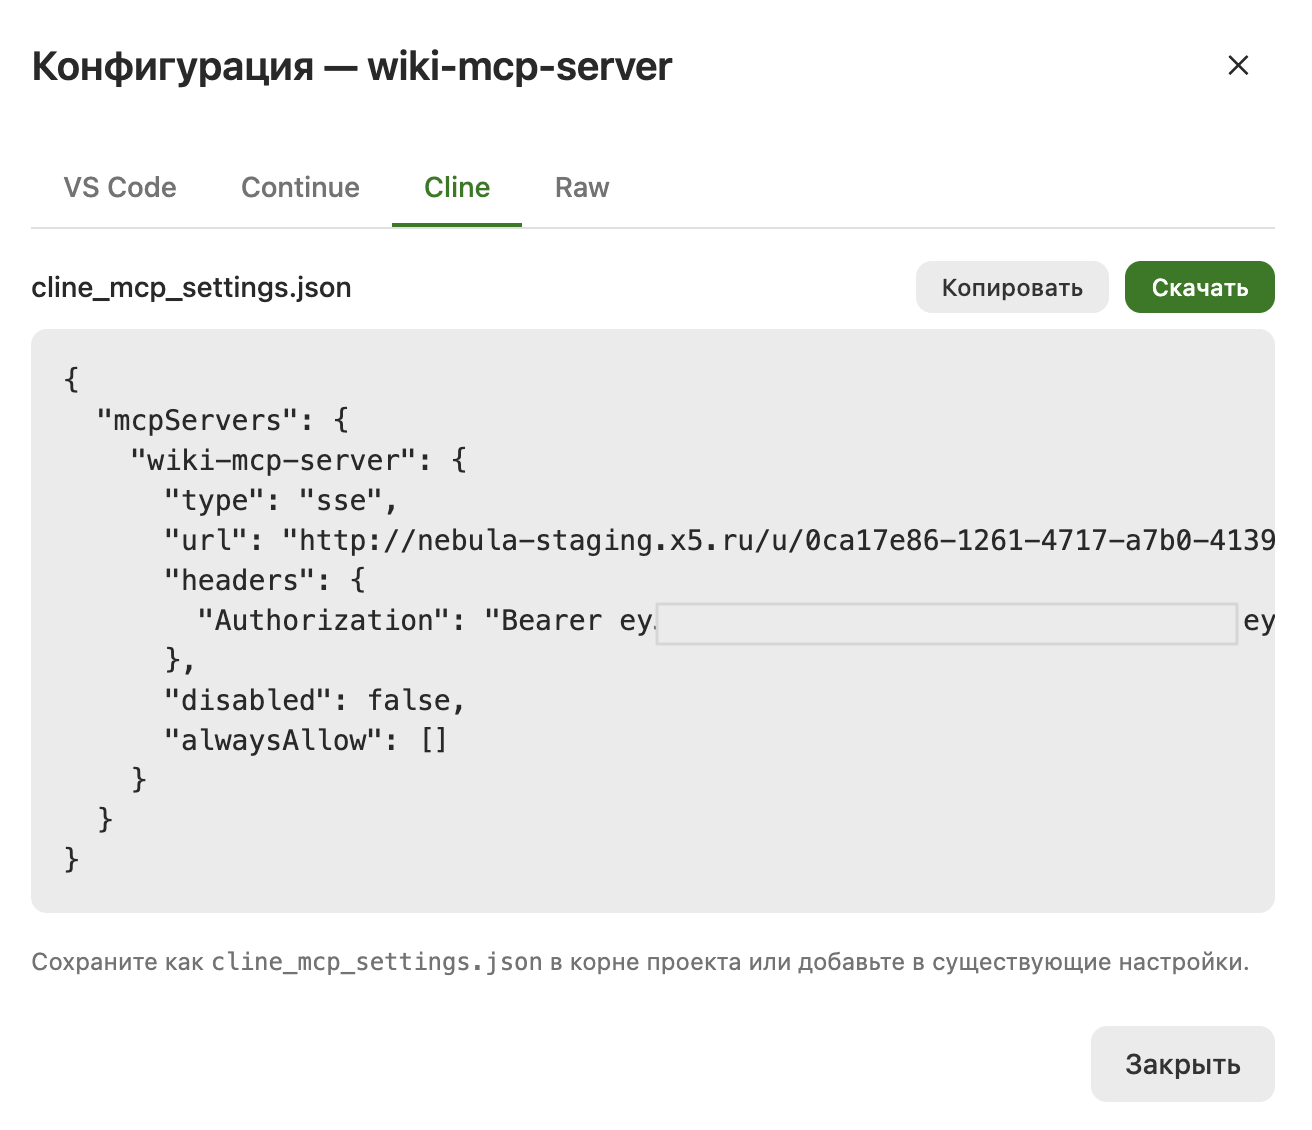 Конфигурация — wiki-mcp-server
VS Code Continue Cline Raw
cline_mcp_settings.json Копировать Скачать
{
"mcpServers": {
"wiki-mcp-server": {
"type": "sse",
"url": "http://nebula-staging.x5.ru/u/0ca17e86-1261-4717-a7b0-4139
"headers": {
"Authorization": "Bearer ey ey
},
"disabled": false,
"alwaysAllow": []
}
}
}
Сохраните как cline_mcp_settings.json в корне проекта или добавьте в существующие настройки.
Закрыть